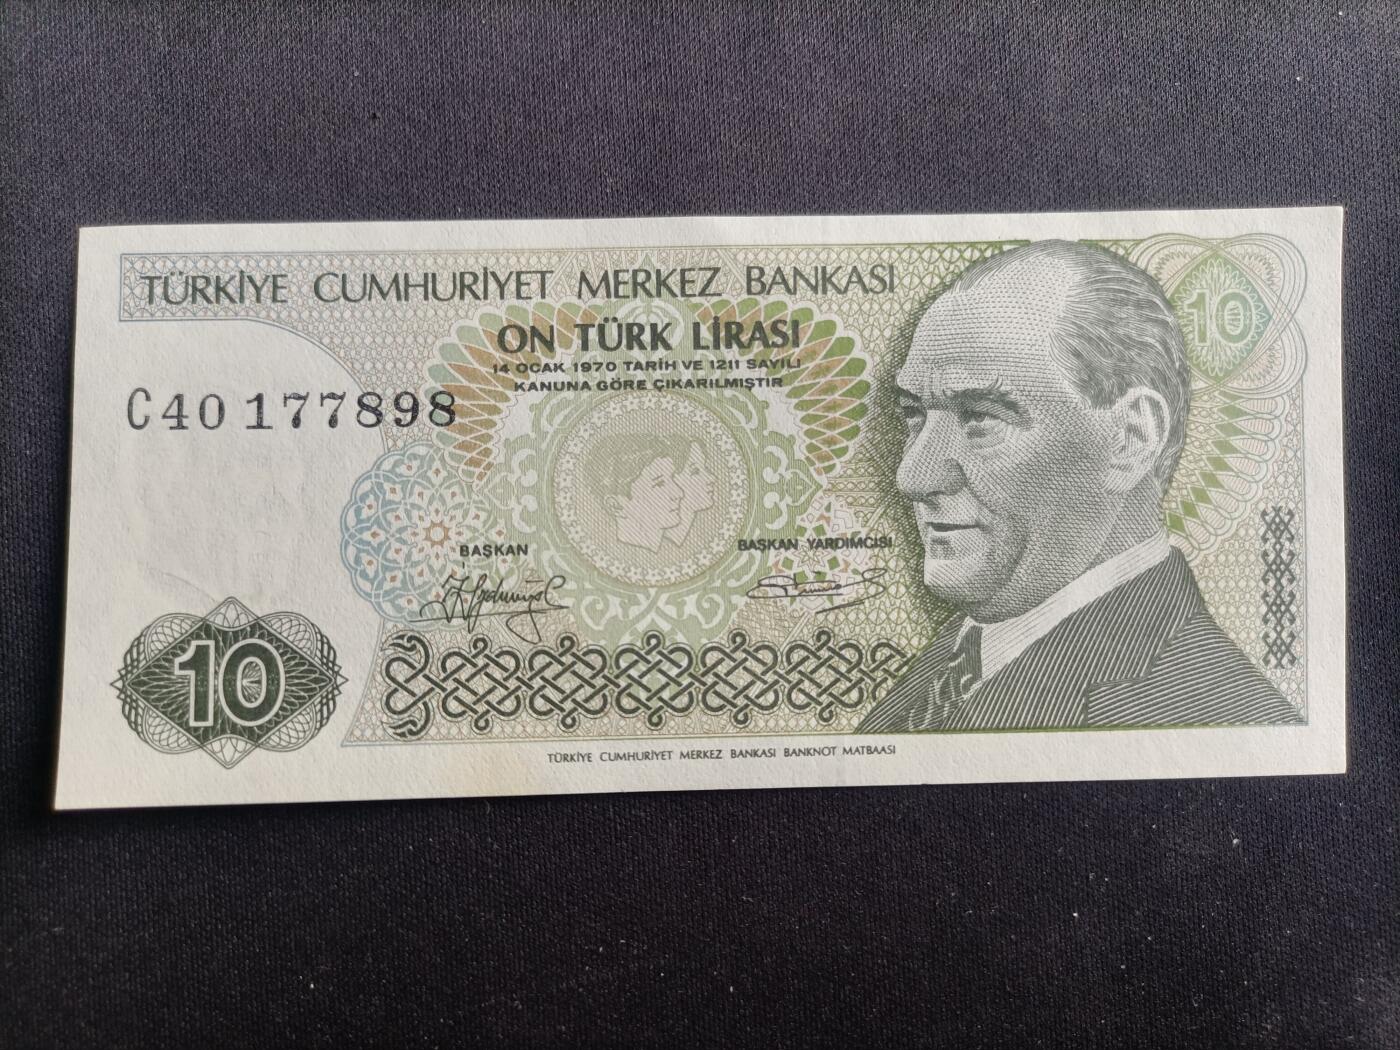 TÜRKİYE CUMHURİYET MERKEZ BANKASI
10
ON TÜRK LİRASI
14 OCAK 1970 TARİH VE 1211 SAYILI
KANUNA GÖRE ÇIKARILMIŞTIR
C40 177898
BAŞKAN
BAŞKAN YARDIMCISI
10
TÜRKİYE CUMHURİYET MERKEZ BANKASI BANKNOT MATBAASI